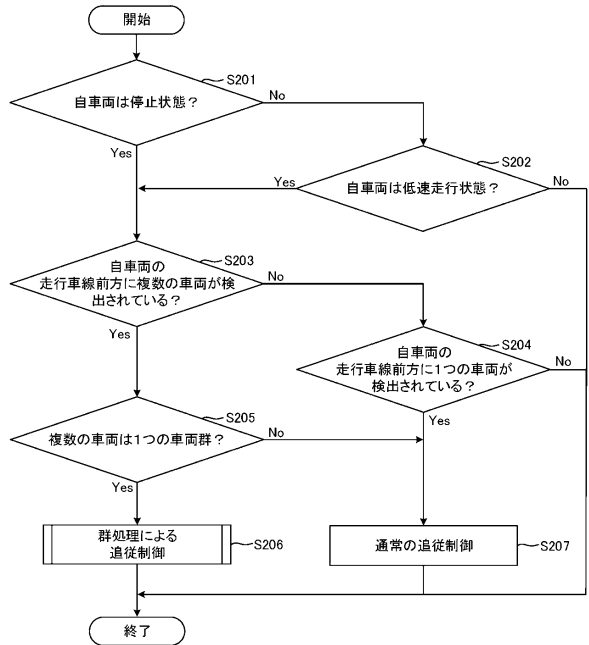 開始
S201
自車両は停止状態？
No
Yes
S202
自車両は低速走行状態？
Yes
No
S203
自車両の
走行車線前方に複数の車両が検
出されている？
No
Yes
S204
自車両の
走行車線前方に1つの車両が
検出されている？
No
Yes
S205
複数の車両は1つの車両群？
No
Yes
群処理による
追従制御
S206
通常の追従制御
S207
終了